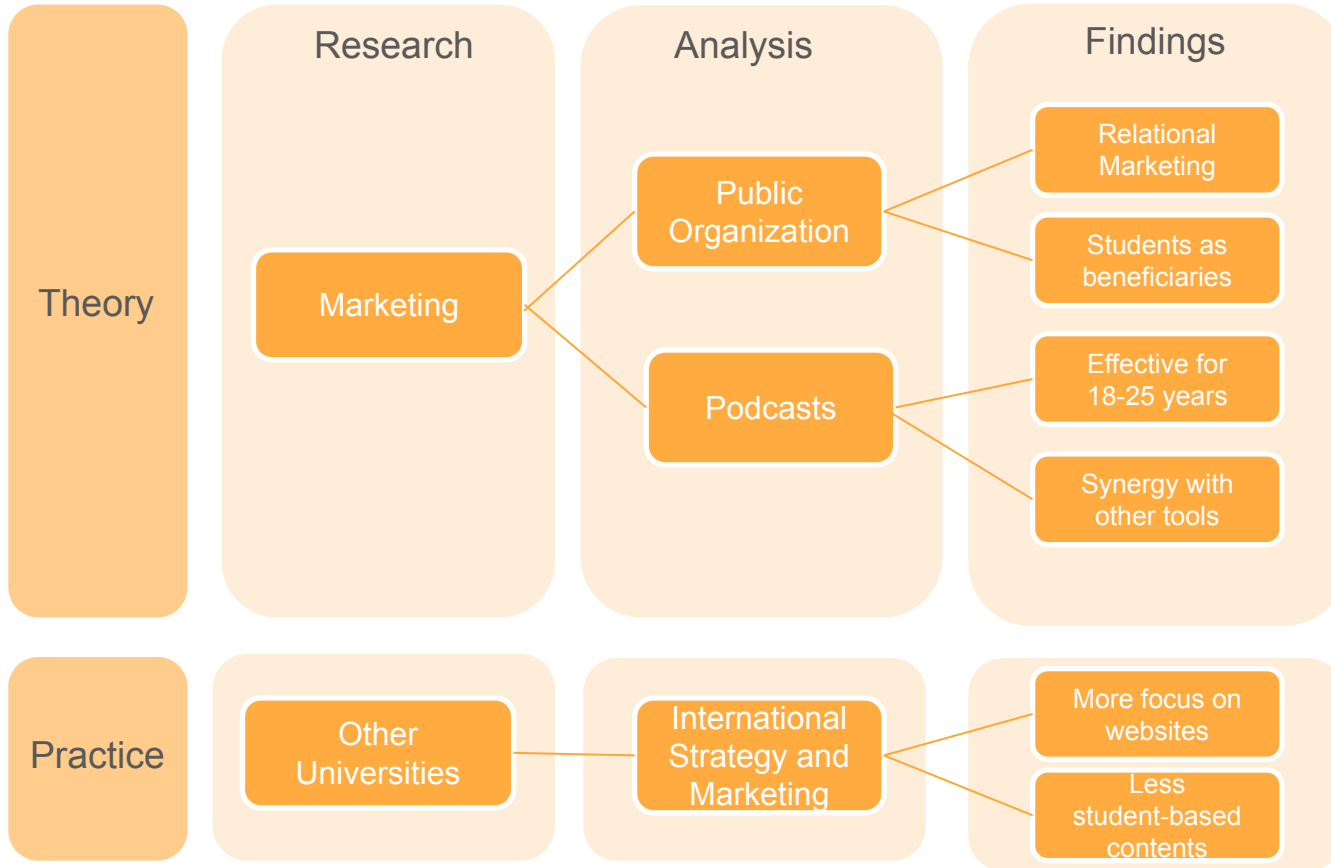 Research
Analysis
Findings
Theory
Marketing
Public
Organization
Podcasts
Relational
Marketing
Students as
beneficiaries
Effective for
18-25 years
Synergy with
other tools
Practice
Other
Universities
International
Strategy and
Marketing
More focus on
websites
Less
student-based
contents